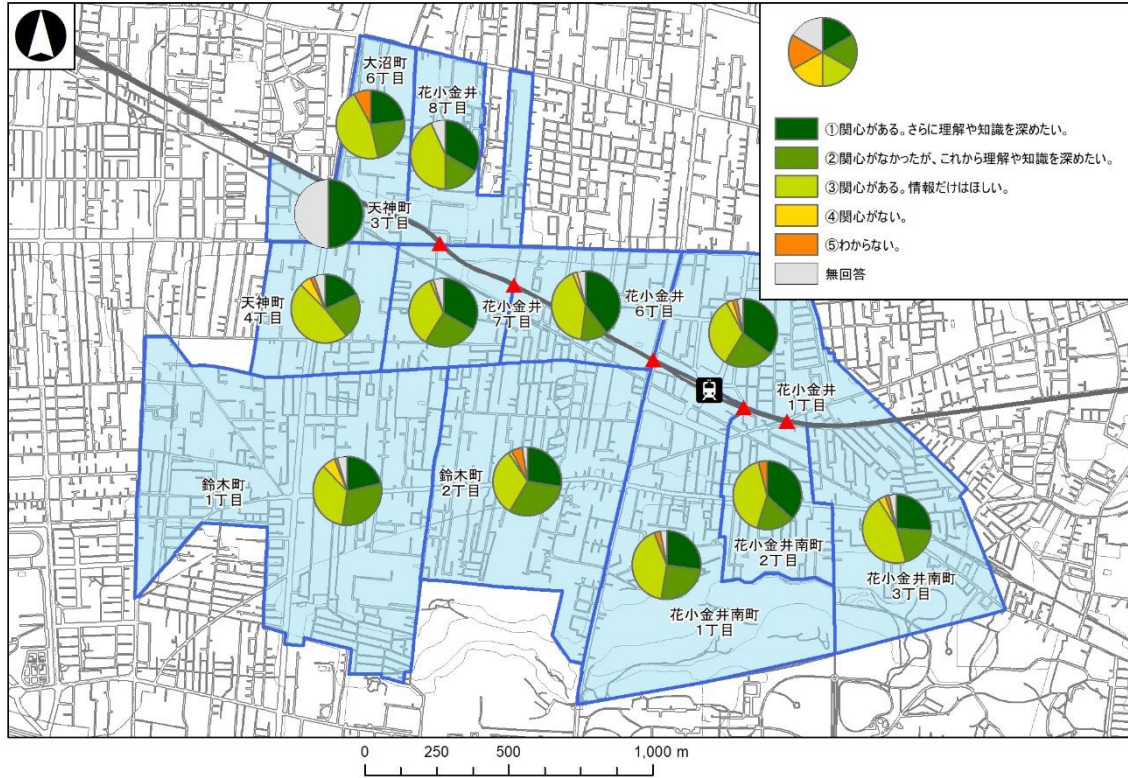 ①関心がある。さらに理解や知識を深めたい。
②関心がなかったが、これから理解や知識を深めたい。
③関心がある。情報だけはほしい。
④関心がない。
⑤わからない。
無回答
大沼町
6丁目
花小金井
8丁目
天神町
3丁目
天神町
4丁目
花小金井
7丁目
花小金井
6丁目
花小金井
1丁目
鈴木町
1丁目
鈴木町
2丁目
花小金井南町
2丁目
花小金井南町
3丁目
花小金井南町
1丁目
0 250 500 1,000 m